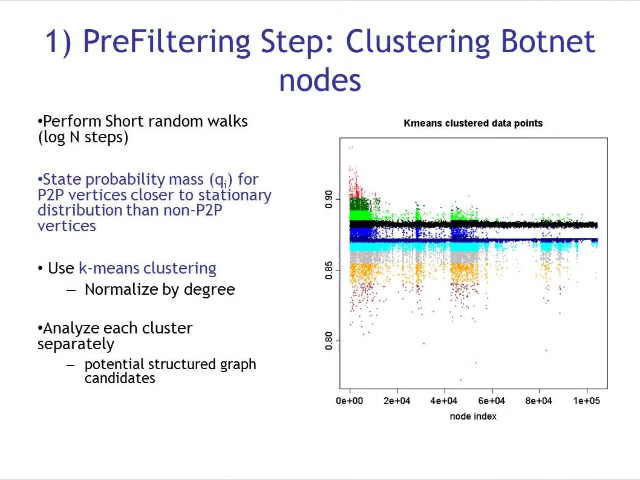 1) PreFiltering Step: Clustering Botnet
nodes
•Perform Short random walks
(log N steps)
•State probability mass (qi) for
P2P vertices closer to stationary
distribution than non-P2P
vertices
• Use k-means clustering
– Normalize by degree
•Analyze each cluster
separately
– potential structured graph
candidates
Kmeans clustered data points
0.90
0.85
0.80
0e+00 2e+04 4e+04 6e+04 8e+04 1e+05
node index